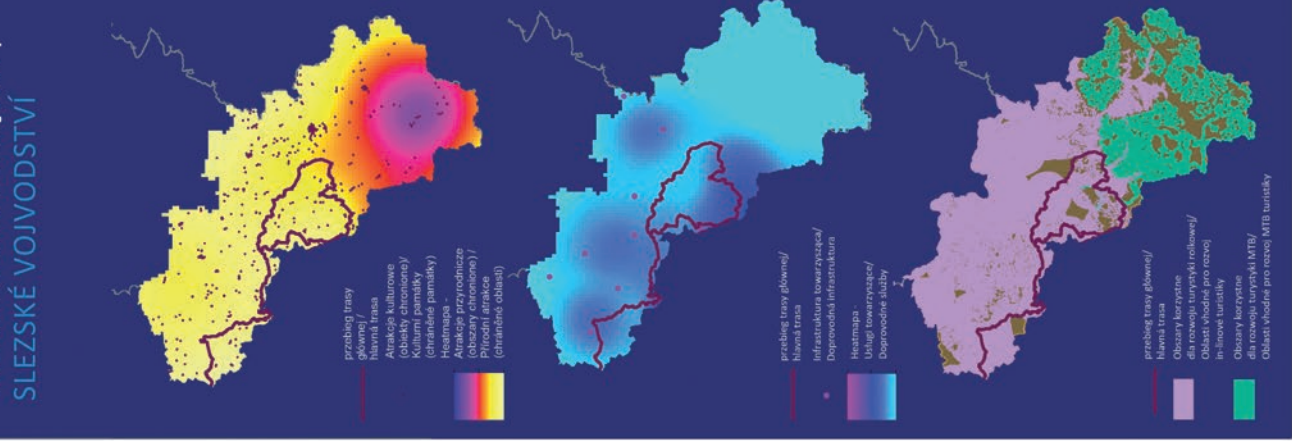 SLEZSKÉ VOJVODSTVÍ
przebieg trasy
głównej /
hlavná trasa
Atrakcje kulturowe
(obiekty chronione)/
Kulturní památky
(chráněné památky)
Heatmapa -
Atrakcje przyrodnicze
(obszary chronione) /
Přírodní atrakce
(chráněné oblasti)
przebieg trasy głównej/
hlavná trasa
Infrastruktura towarzysząca/
Doprovodná infrastruktura
Heatmapa -
Usługi towarzyszące/
Doprovodné služby
przebieg trasy głównej/
hlavná trasa
Obszary korzystne
dla rozwoju turystyki rolkowej/
Oblasti vhodné pro rozvoj
in-linové turistiky
Obszary korzystne
dla rozwoju turystyki MTB/
Oblasti vhodné pro rozvoj MTB turistiky